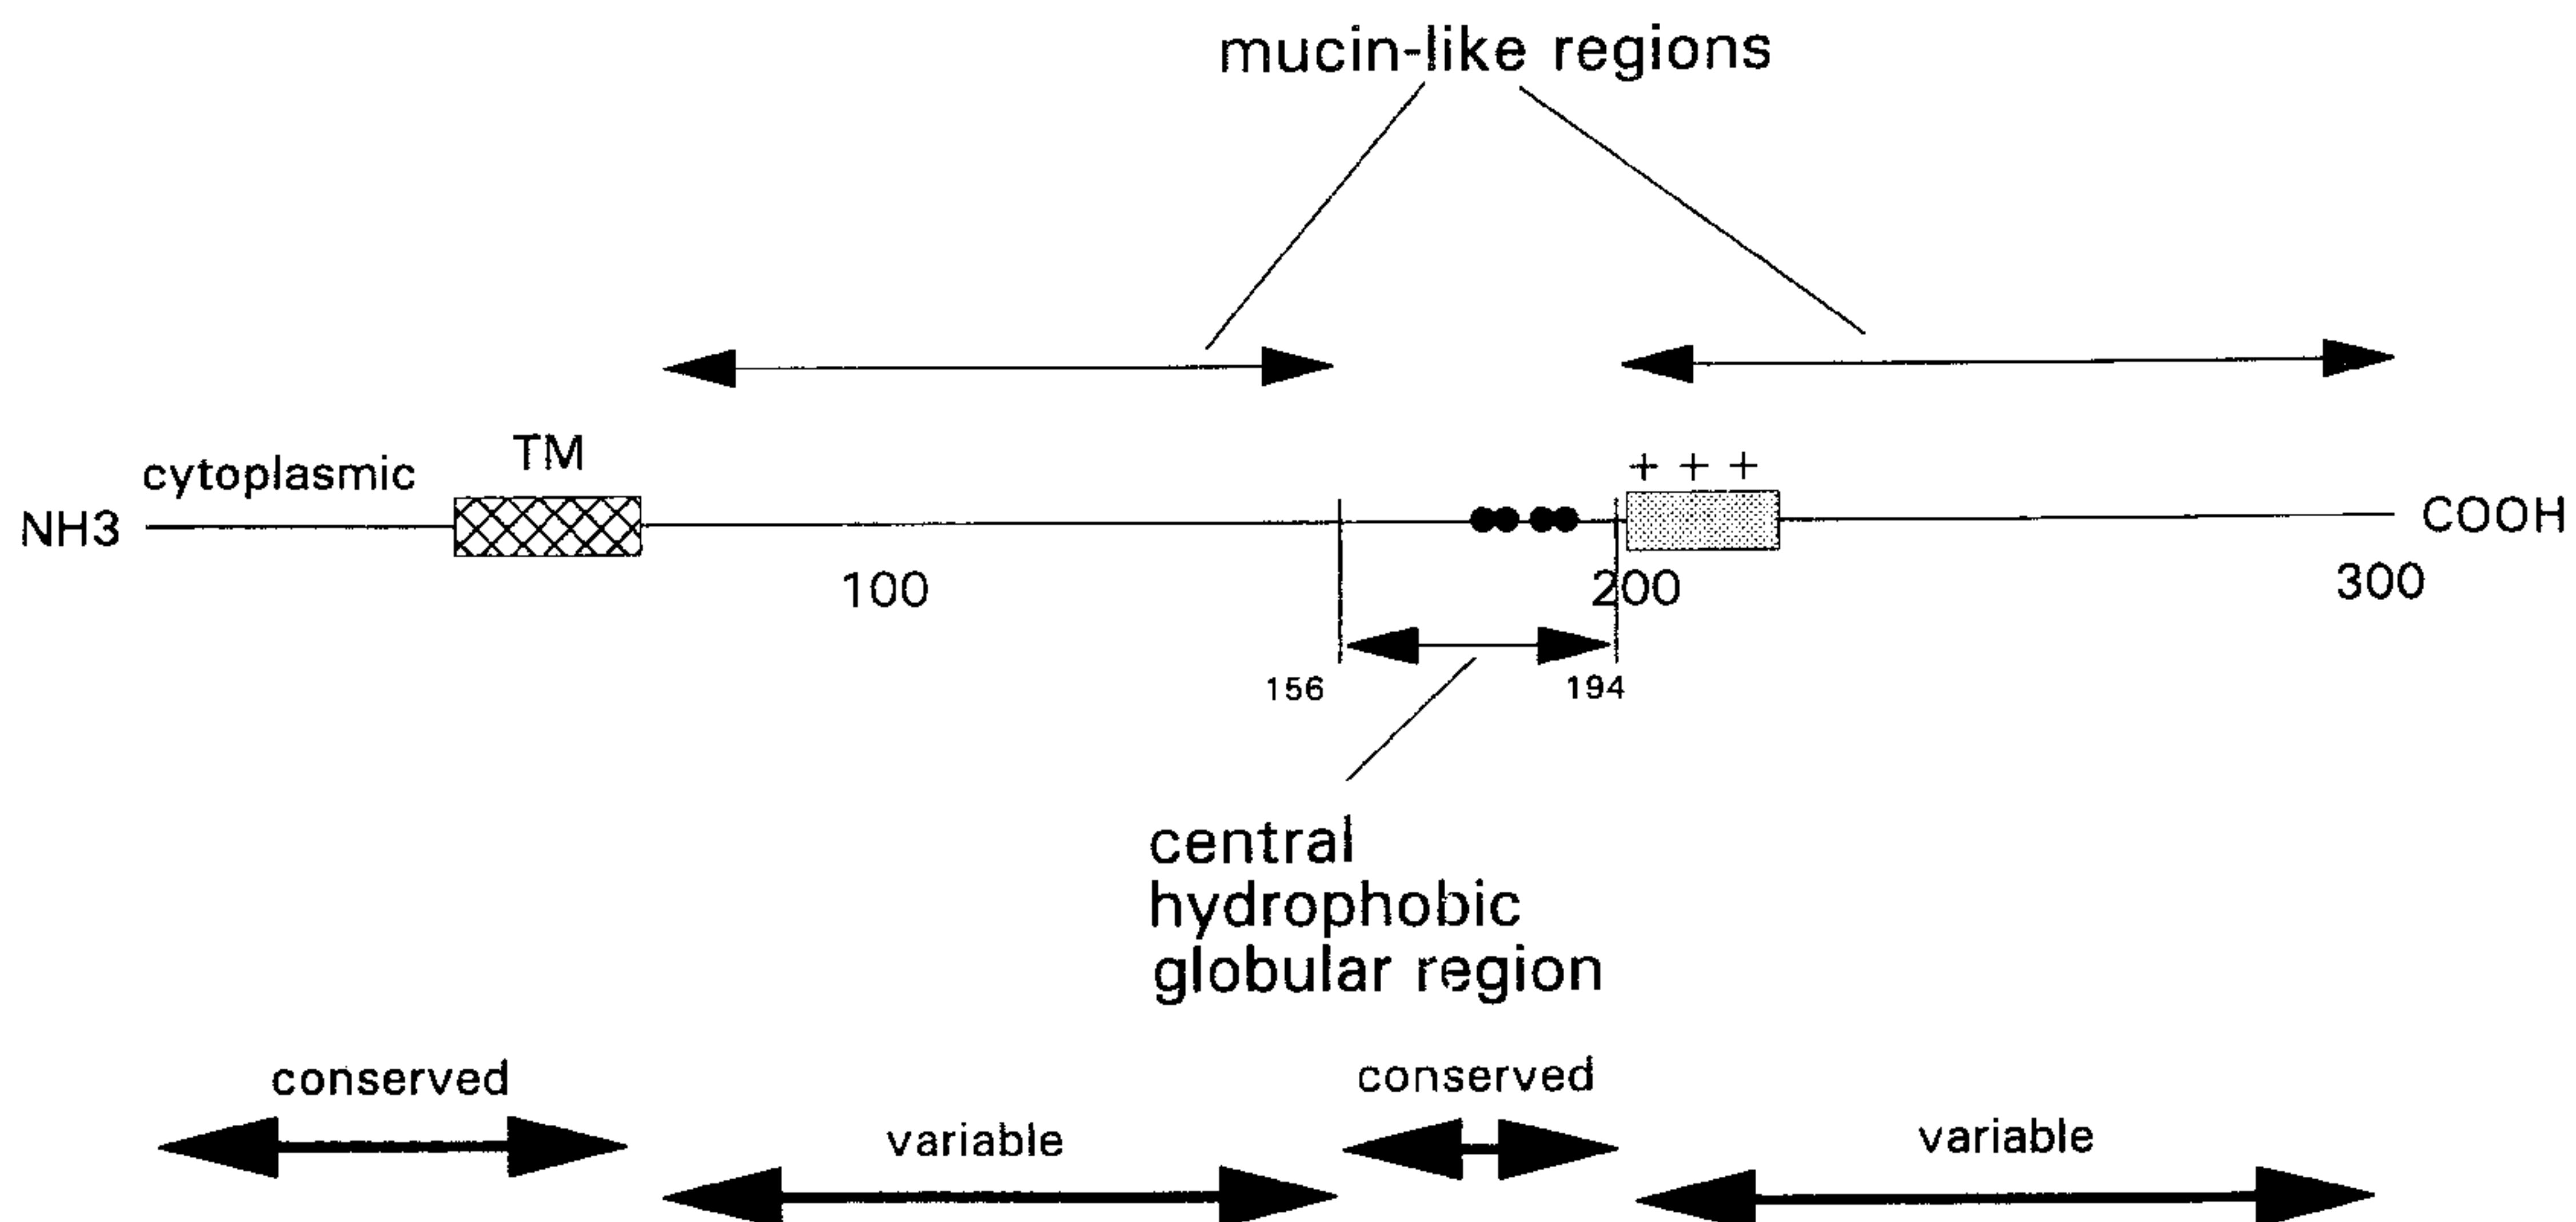 mucin-like regions
TM
cytoplasmic
+ + +
NH3
COOH
100
200
300
156
194
central
hydrophobic
globular region
conserved
conserved
variable
variable